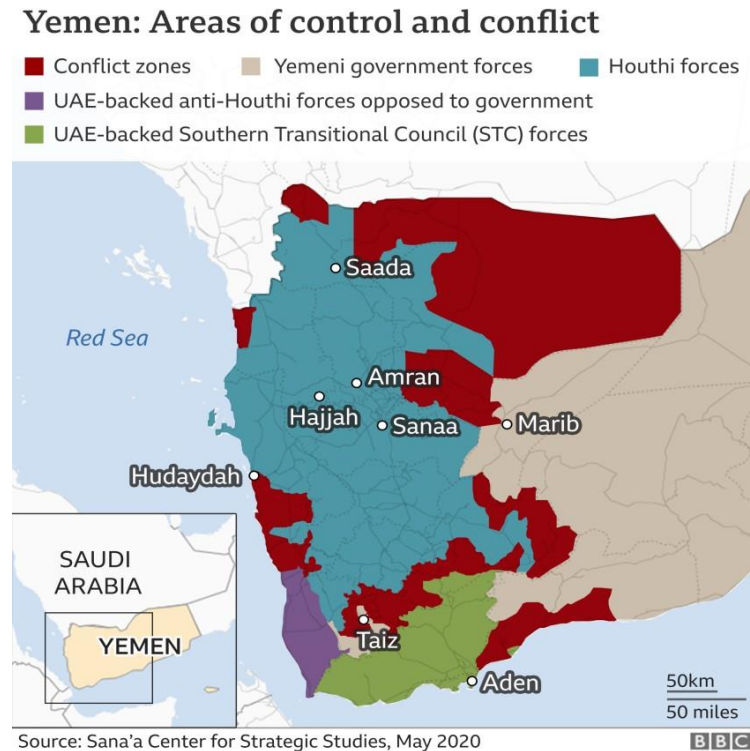 Yemen: Areas of control and conflict
Conflict zones
Yemeni government forces
Houthi forces
UAE-backed anti-Houthi forces opposed to government
UAE-backed Southern Transitional Council (STC) forces
Saada
Red Sea
Amran
Hajjah
Sanaa
Marib
Hudaydah
SAUDI
ARABIA
YEMEN
Taiz
Aden
50km
50 miles
Source: Sana'a Center for Strategic Studies, May 2020
BBC